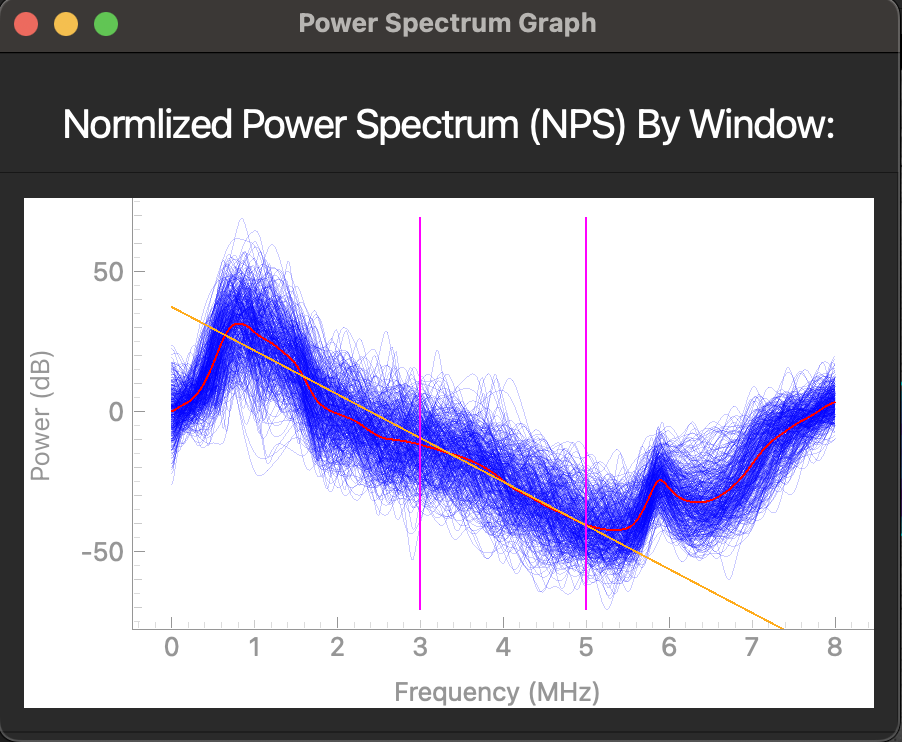 Power Spectrum Graph
Normlized Power Spectrum (NPS) By Window:
50
0
-50
Power (dB)
0 1 2 3 4 5 6 7 8
Frequency (MHz)